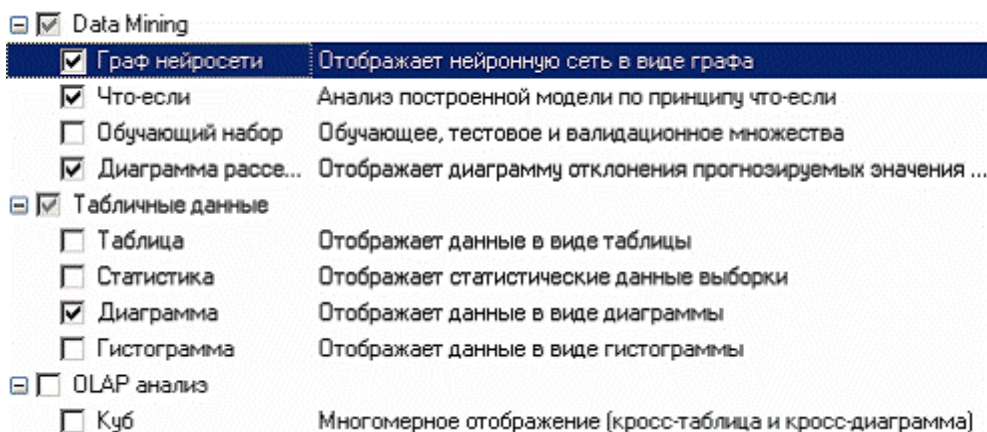 Data Mining
Граф нейросети Отображает нейронную сеть в виде графа
Что-если Анализ построенной модели по принципу что-если
Обучающий набор Обучающее, тестовое и валидационное множества
Диаграмма рассе... Отображает диаграмму отклонения прогнозируемых значения ...
Табличные данные
Таблица Отображает данные в виде таблицы
Статистика Отображает статистические данные выборки
Диаграмма Отображает данные в виде диаграммы
Гистограмма Отображает данные в виде гистограммы
OLAP анализ
Куб Многомерное отображение (кросс-таблица и кросс-диаграмма)